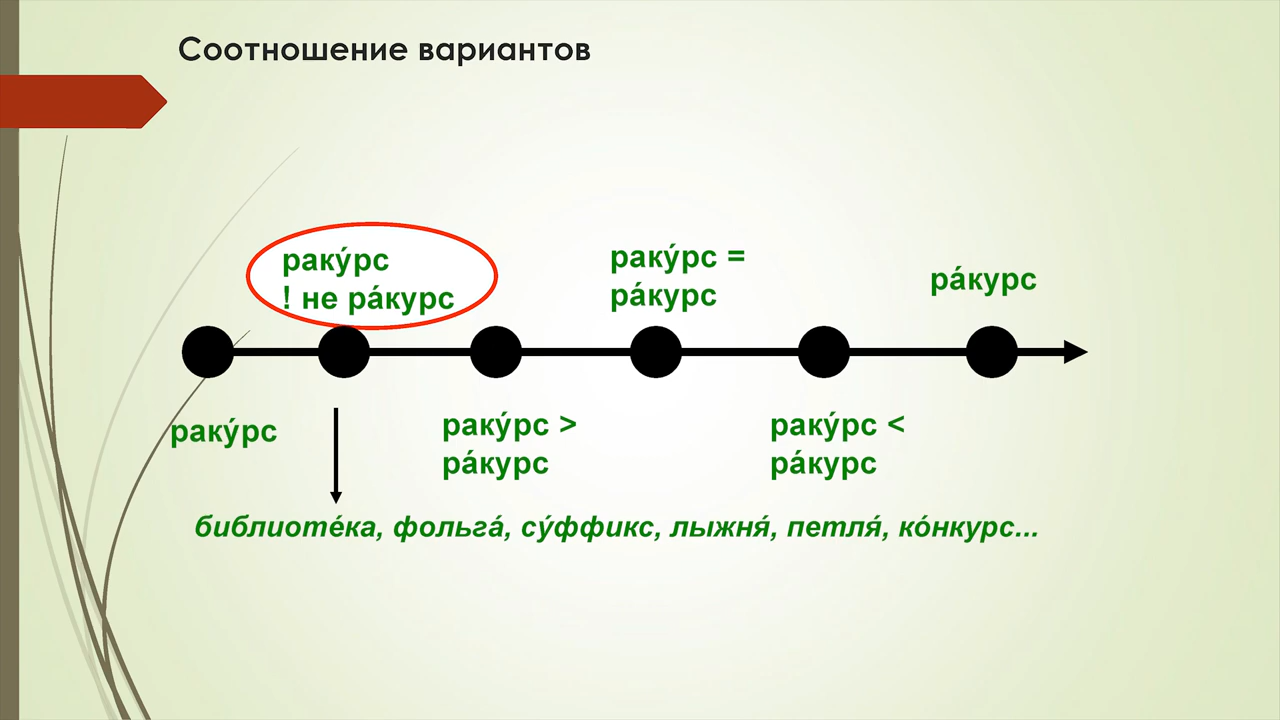 Соотношение вариантов
раку́рс
! не ра́курс
раку́рс =
ра́курс
ра́курс
раку́рс
раку́рс >
ра́курс
раку́рс <
ра́курс
библиоте́ка, фольга́, су́ффикс, лыжня́, петля́, ко́нкурс...